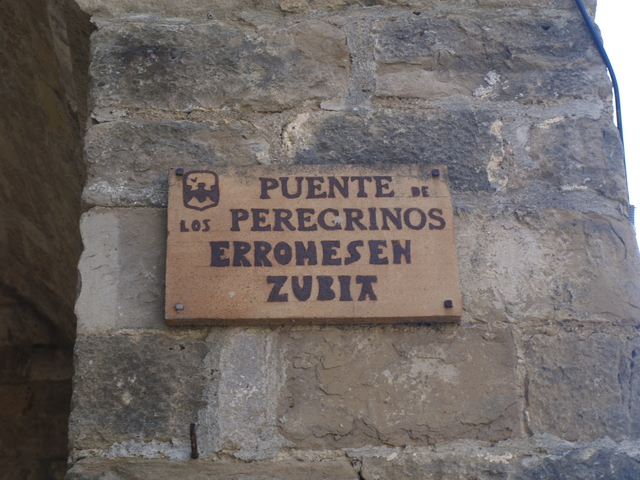 PUENTE DE
LOS PEREGRINOS
ERROMESEN
ZUBIA